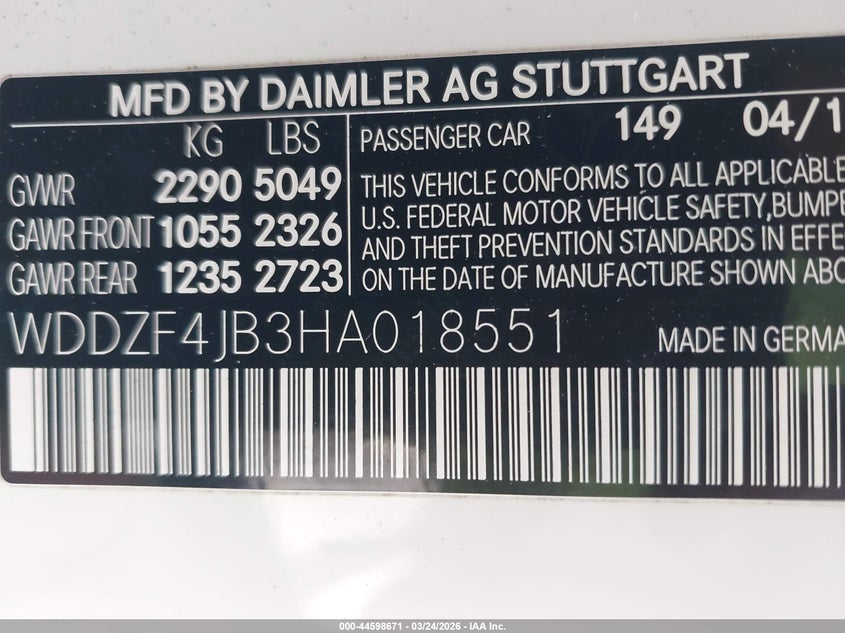 MFD BY DAIMLER AG STUTTGART
KG LBS
GVWR 2290 5049
GAWR FRONT 1055 2326
GAWR REAR 1235 2723
PASSENGER CAR 149 04/1
THIS VEHICLE CONFORMS TO ALL APPLICABLE
U.S. FEDERAL MOTOR VEHICLE SAFETY, BUMPE
AND THEFT PREVENTION STANDARDS IN EFFE
ON THE DATE OF MANUFACTURE SHOWN ABO
WDDZF4JB3HA018551
MADE IN GERMA
000-44598671 | 03/24/2026 – IAA Inc.